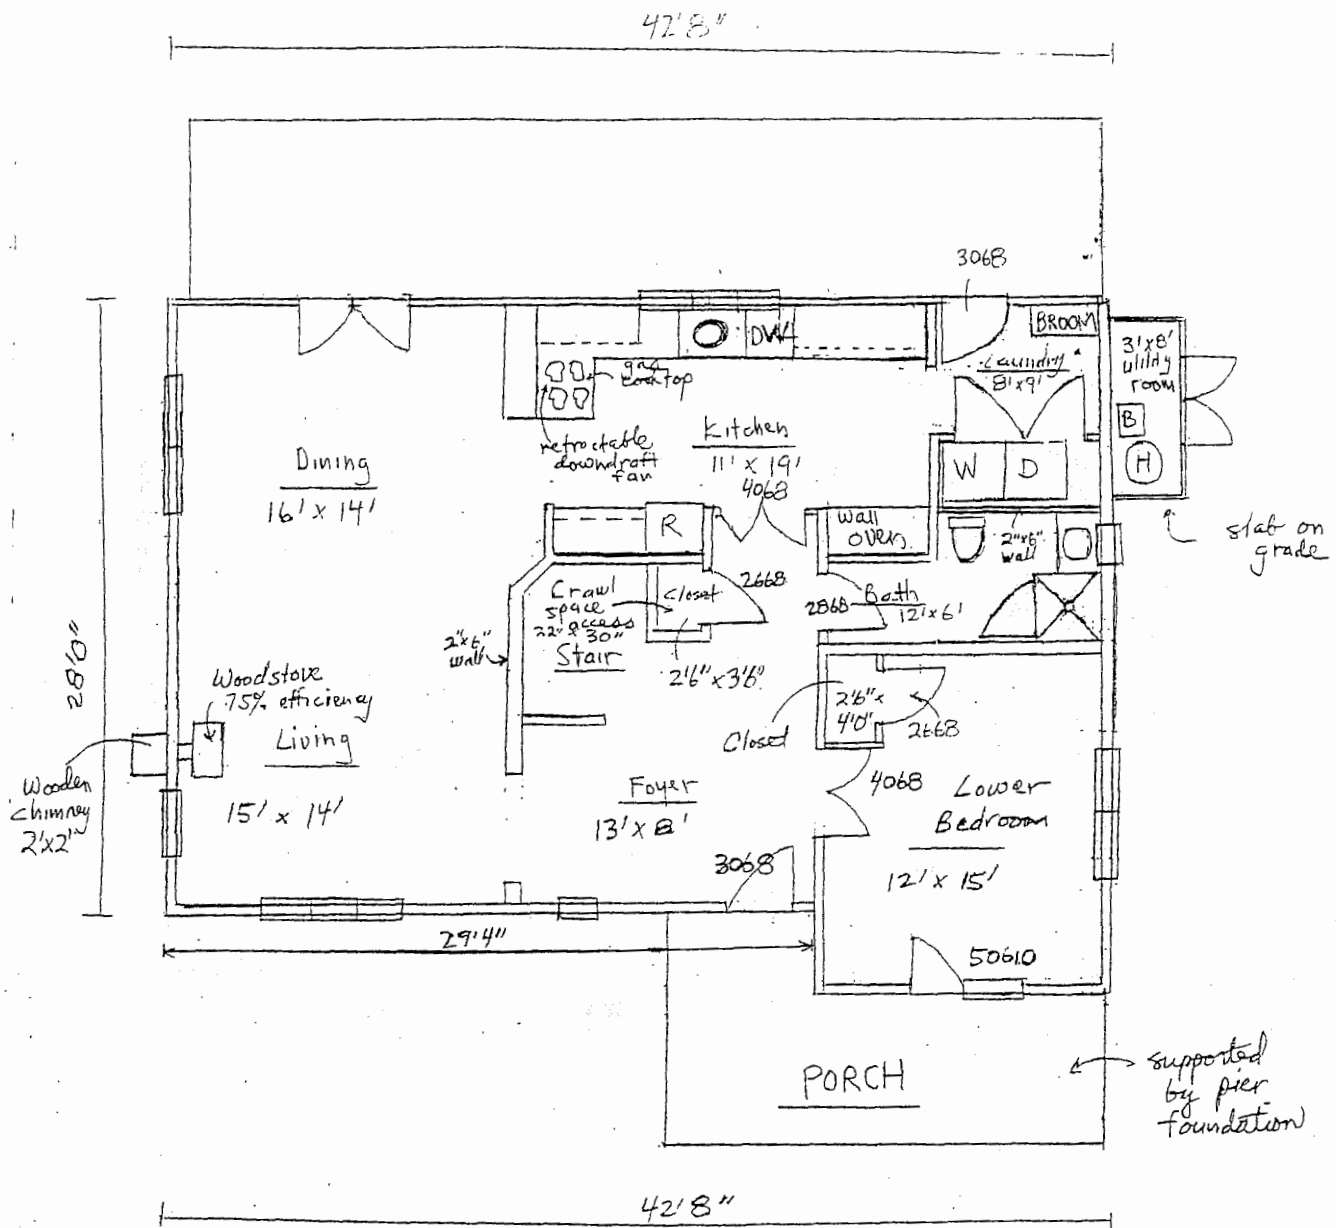 42'8"
3068
BROOM
DW
Laundry
8'x9'
3'x8'
utility
room
B
H
gas
cooktop
retractable
downdraft
fan
Kitchen
11' x 19'
4068
W
D
Dining
16' x 14'
R
Wall
Oven
2"x6"
wall
slab on
grade
Crawl
space
access
22" x 30"
Closet
2668
2868
Bath
12'x6'
2"x6"
wall
Stair
2'6" x 3'6"
28'0"
Woodstove
75% efficiency
Living
15' x 14'
Wooden
chimney
2'x2'
2'6" x
4'0"
Closet
2668
Foyer
13' x 8'
4068
Lower
Bedroom
12' x 15'
3068
29'4"
50610
PORCH
supported
by pier
foundation
42'8"